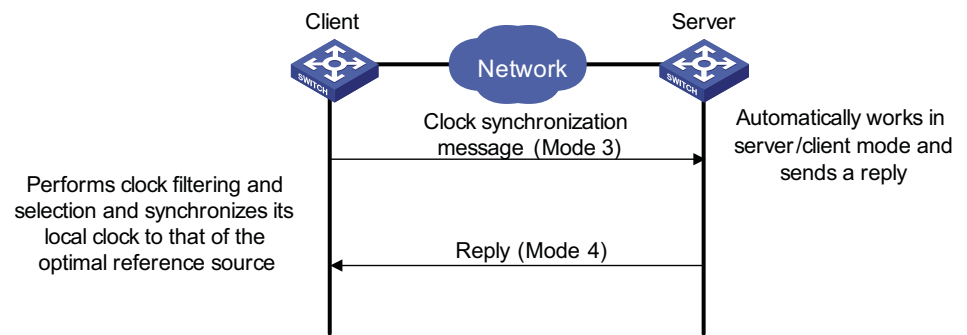 Client
Server
Network
SWITCH
SWITCH
Clock synchronization
message (Mode 3)
Automatically works in
server/client mode and
sends a reply
Performs clock filtering and
selection and synchronizes its
local clock to that of the
optimal reference source
Reply (Mode 4)